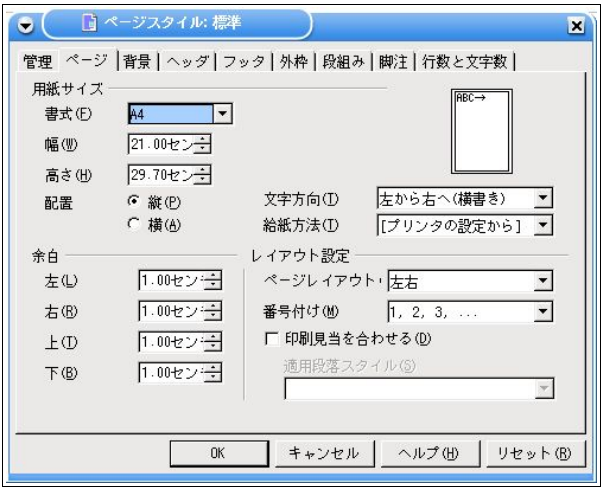 ページスタイル: 標準
管理 ページ 背景 ヘッダ フッタ 外枠 段組み 脚注 行数と文字数
用紙サイズ
書式(F) A4
ABC→
幅(W) 21.00セン
高さ(H) 29.70セン
配置 縦(P) 文字方向(I) 左から右へ(横書き)
横(A) 給紙方法(T) [プリンタの設定から]
余白 レイアウト設定
左(L) 1.00セン ページレイアウト 左右
右(R) 1.00セン 番号付け(M) 1, 2, 3, ...
上(T) 1.00セン 印刷見当を合わせる(D)
適用段落スタイル(S)
下(B) 1.00セン
OK キャンセル ヘルプ(H) リセット(R)